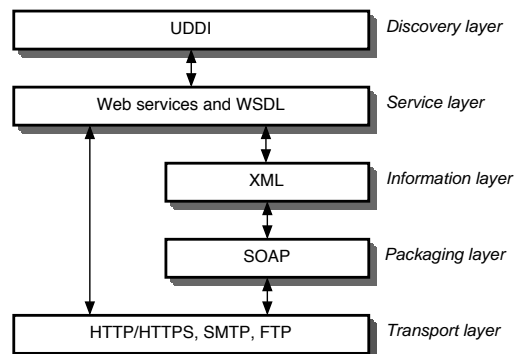 UDDI
Discovery layer
Web services and WSDL
Service layer
XML
Information layer
SOAP
Packaging layer
HTTP/HTTPS, SMTP, FTP
Transport layer